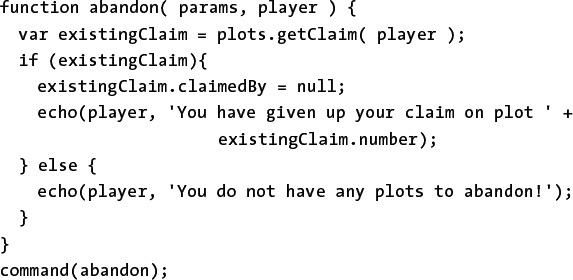 function abandon( params, player ) {
  var existingClaim = plots.getClaim( player );
  if (existingClaim){
    existingClaim.claimedBy = null;
    echo(player, 'You have given up your claim on plot ' +
                        existingClaim.number);
  } else {
    echo(player, 'You do not have any plots to abandon!');
  }
}
command(abandon);